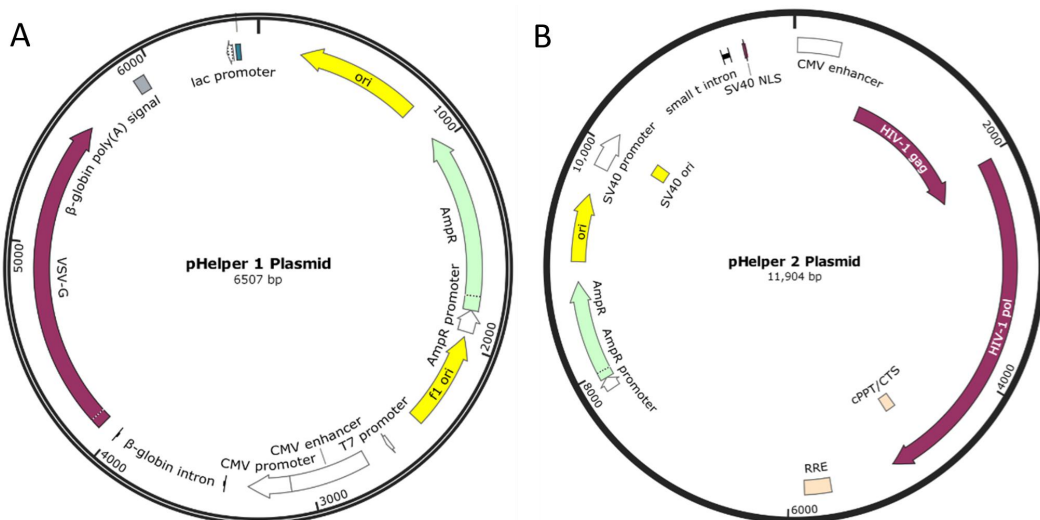 A
6000
lac promoter
ori
1000
β-globin poly(A) signal
AmpR
5000
VSV-G
pHelper 1 Plasmid
6507 bp
AmpR promoter
2000
f1 ori
T7 promoter
CMV enhancer
CMV promoter
β-globin intron
4000
3000
B
small t intron
SV40 NLS
CMV enhancer
10,000
SV40 promoter
SV40 ori
HIV-1 gag
2000
ori
pHelper 2 Plasmid
11,904 bp
AmpR
AmpR promoter
8000
HIV-1 pol
4000
cPPT/CTS
RRE
6000